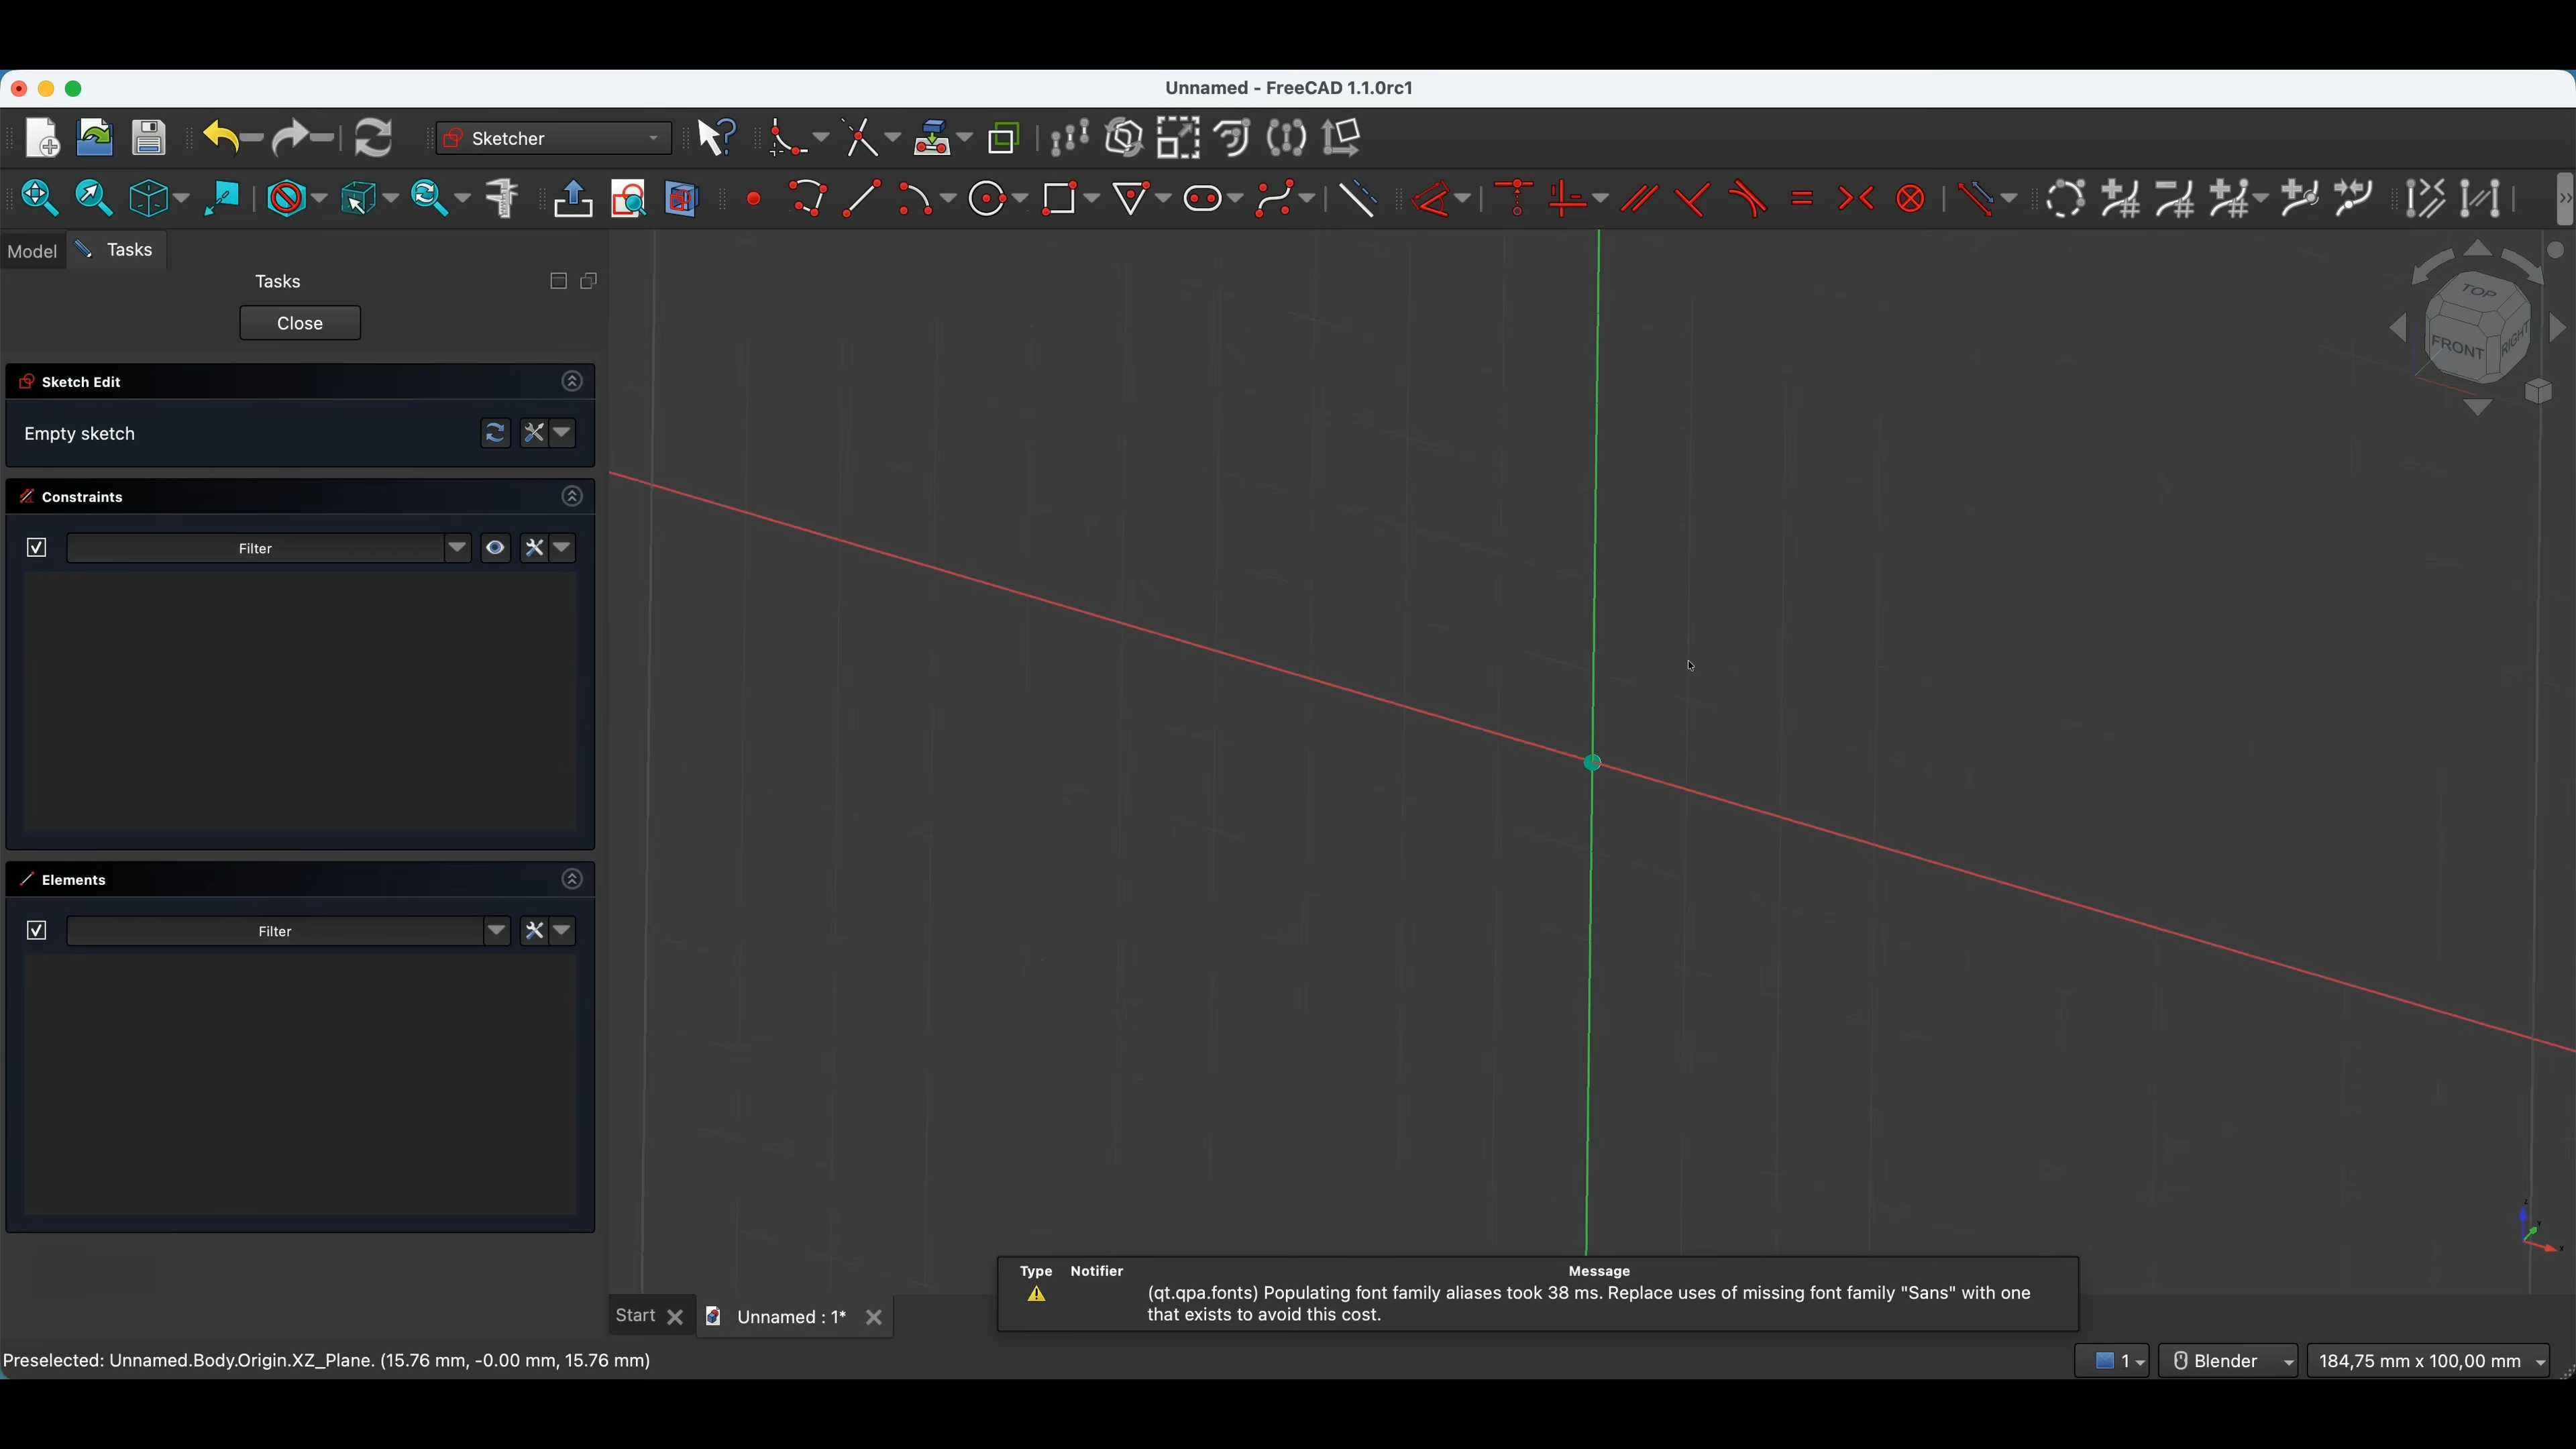 Unnamed - FreeCAD 1.1.0rc1
Sketcher
Model
Tasks
Tasks
Close
Sketch Edit
Empty sketch
Constraints
Filter
Elements
Filter
TOP
FRONT
RIGHT
Type Notifier Message
(qt.qpa.fonts) Populating font family aliases took 38 ms. Replace uses of missing font family "Sans" with one
that exists to avoid this cost.
Start
Unnamed : 1*
Preselected: Unnamed.Body.Origin.XZ_Plane. (15.76 mm, -0.00 mm, 15.76 mm)
1
Blender
184,75 mm x 100,00 mm